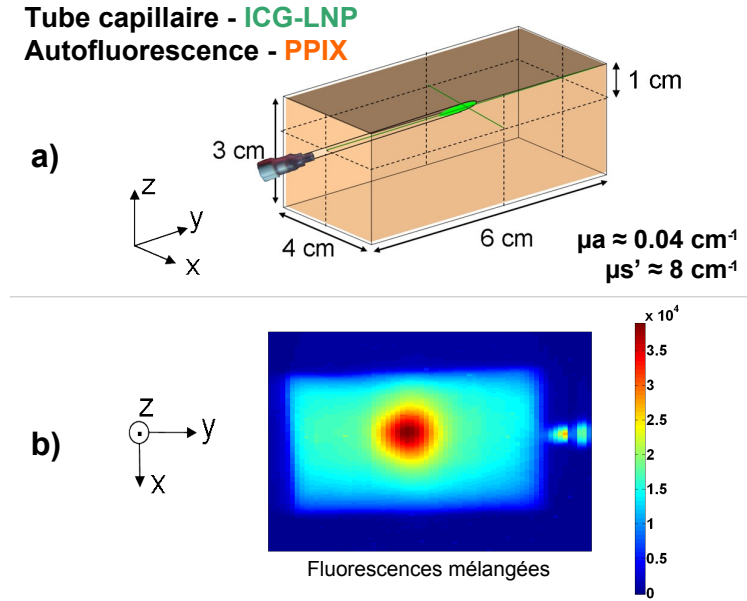 Tube capillaire - ICG-LNP
Autofluorescence - PPIX
1 cm
a)
3 cm
z
y
x
4 cm
6 cm
µa ≈ 0.04 cm⁻¹
µs’ ≈ 8 cm⁻¹
x 10⁴
3.5
3
2.5
2
1.5
1
0.5
0
b)
z
y
x
Fluorescences mélangées